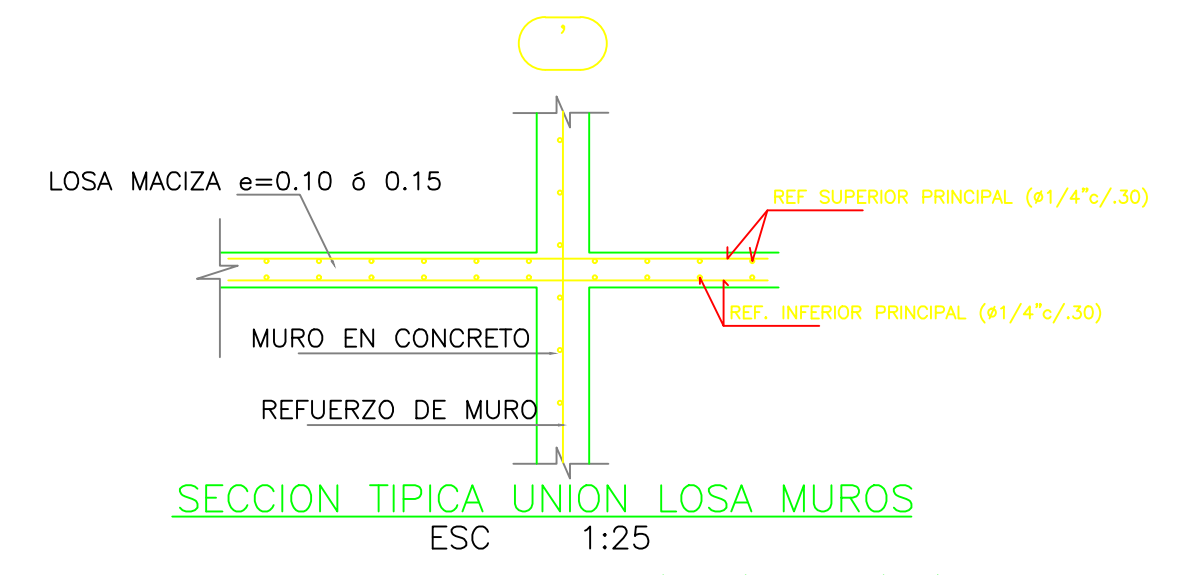 ’
LOSA MACIZA e=0.10 ó 0.15
REF SUPERIOR PRINCIPAL (ø1/4"c/.30)
REF. INFERIOR PRINCIPAL (ø1/4"c/.30)
MURO EN CONCRETO
REFUERZO DE MURO
SECCION TIPICA UNION LOSA MUROS
ESC 1:25